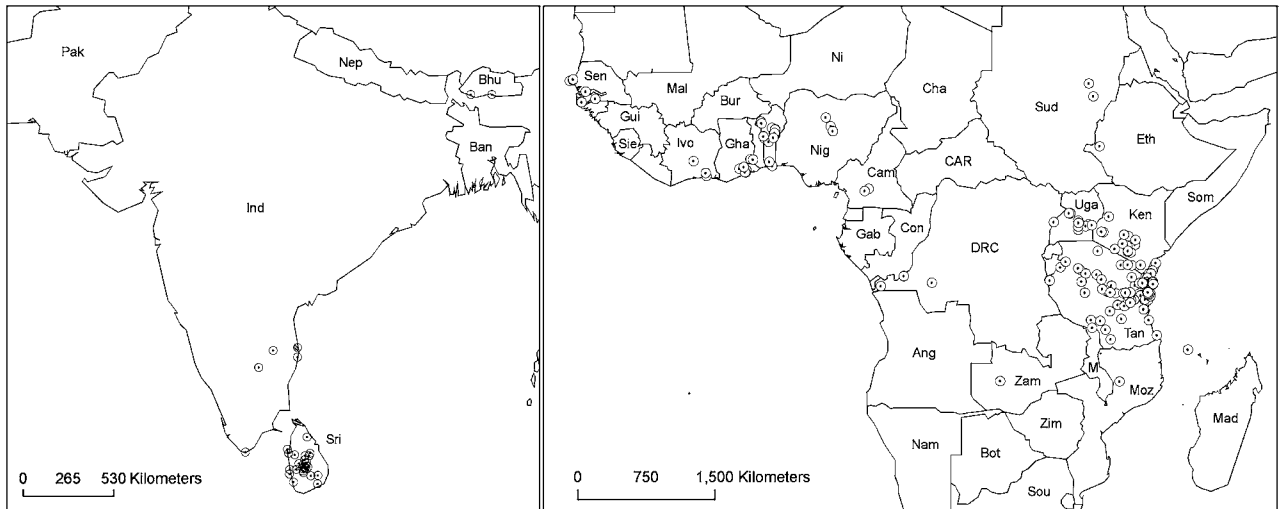 Pak
Nep
Bhu
Ban
Ind
Sri
0 265 530 Kilometers
Ni
Sen
Mal
Cha
Sud
Bur
Gui
Eth
Sie
Ivo
Gha
Nig
CAR
Cam
Som
Uga
Ken
Gab
Con
DRC
Tan
Ang
M
Zam
Moz
Mad
Zim
Nam
Bot
Sou
0 750 1,500 Kilometers